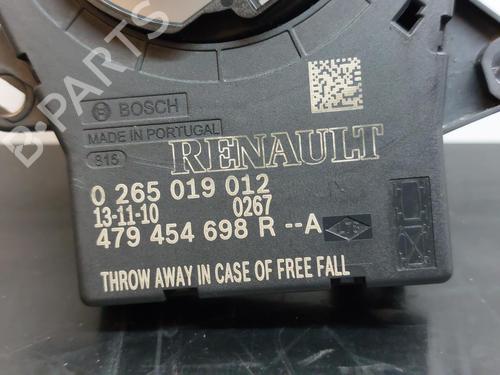 BOSCH
MADE IN PORTUGAL
815
RENAULT
0 265 019 012
13-11-10 0267
479 454 698 R --A
THROW AWAY IN CASE OF FREE FALL
B-PARTS